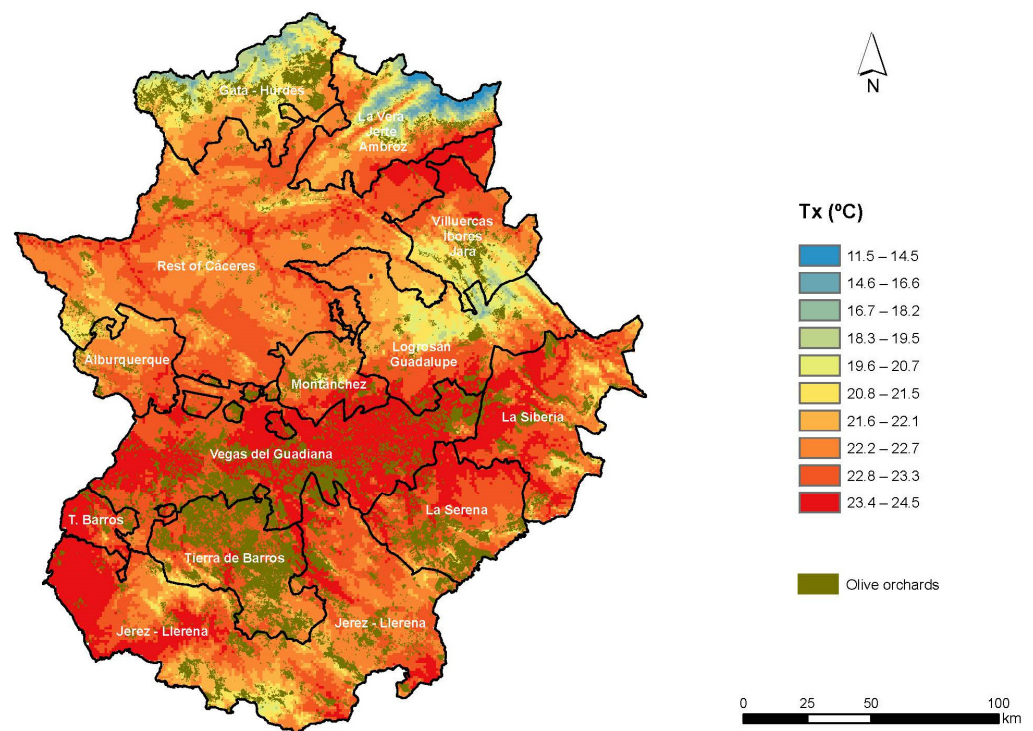 N
Gata - Hurdes
La Vera
Jerte
Ambroz
Villuercas
Ibores
Jara
Rest of Cáceres
Logrosán
Guadalupe
Alburquerque
Montánchez
La Siberia
Vegas del Guadiana
La Serena
T. Barros
Tierra de Barros
Jerez - Llerena
Jerez - Llerena
Tx (ºC)
11.5 – 14.5
14.6 – 16.6
16.7 – 18.2
18.3 – 19.5
19.6 – 20.7
20.8 – 21.5
21.6 – 22.1
22.2 – 22.7
22.8 – 23.3
23.4 – 24.5
Olive orchards
0 25 50 100
km